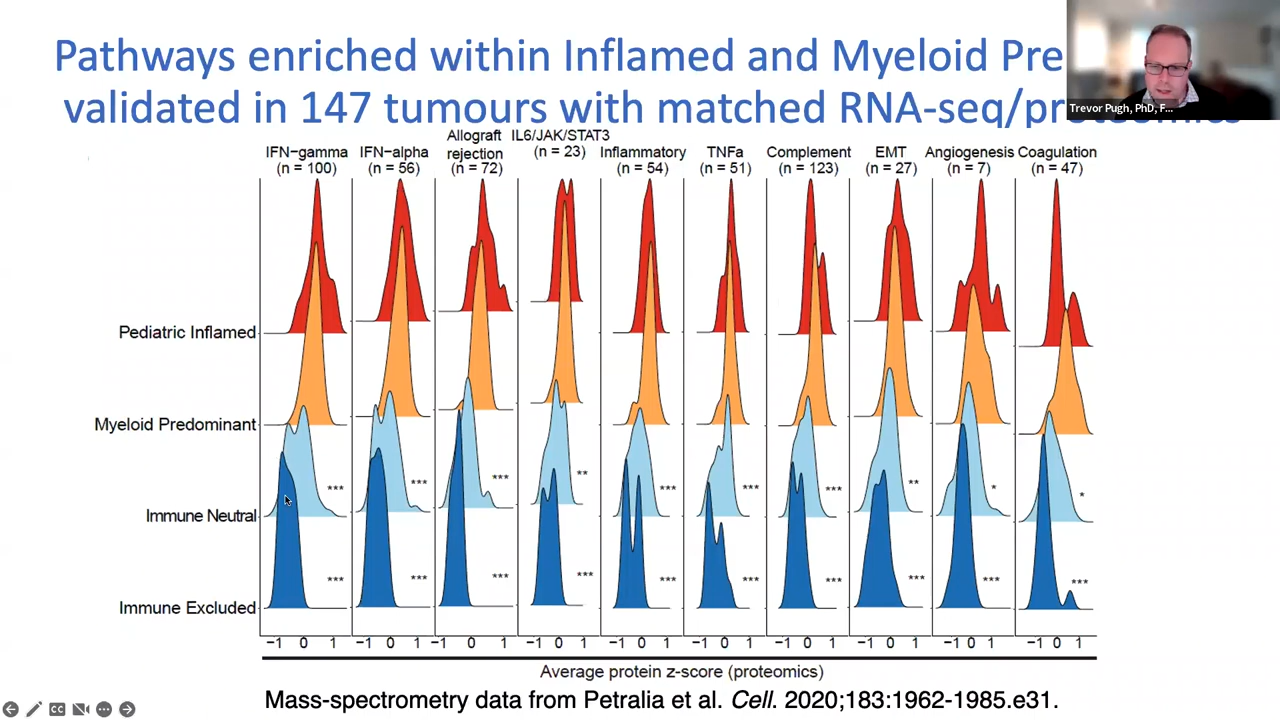 Pathways enriched within Inflamed and Myeloid Pre
validated in 147 tumours with matched RNA-seq/proteomics
Trevor Pugh, PhD, F...
IFN−gamma
(n = 100)
IFN−alpha
(n = 56)
Allograft
rejection
(n = 72)
IL6/JAK/STAT3
(n = 23)
Inflammatory
(n = 54)
TNFa
(n = 51)
Complement
(n = 123)
EMT
(n = 27)
Angiogenesis
(n = 7)
Coagulation
(n = 47)
Pediatric Inflamed
Myeloid Predominant
Immune Neutral
*** *** *** ** *** *** *** ** * *
Immune Excluded
*** *** *** *** *** *** *** *** *** ***
−1 0 1 −1 0 1 −1 0 1 −1 0 1 −1 0 1 −1 0 1 −1 0 1 −1 0 1 −1 0 1 −1 0 1
Average protein z−score (proteomics)
Mass-spectrometry data from Petralia et al. Cell. 2020;183:1962-1985.e31.
CC